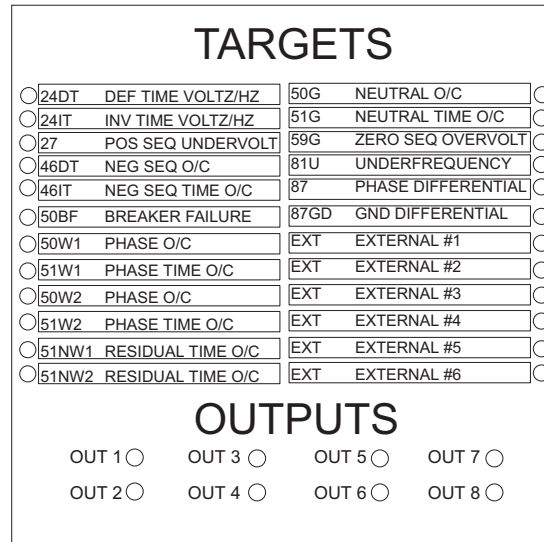 TARGETS
24DT DEF TIME VOLTZ/HZ
24IT INV TIME VOLTZ/HZ
27 POS SEQ UNDERVOLT
46DT NEG SEQ O/C
46IT NEG SEQ TIME O/C
50BF BREAKER FAILURE
50W1 PHASE O/C
51W1 PHASE TIME O/C
50W2 PHASE O/C
51W2 PHASE TIME O/C
51NW1 RESIDUAL TIME O/C
51NW2 RESIDUAL TIME O/C
50G NEUTRAL O/C
51G NEUTRAL TIME O/C
59G ZERO SEQ OVERVOLT
81U UNDERFREQUENCY
87 PHASE DIFFERENTIAL
87GD GND DIFFERENTIAL
EXT EXTERNAL #1
EXT EXTERNAL #2
EXT EXTERNAL #3
EXT EXTERNAL #4
EXT EXTERNAL #5
EXT EXTERNAL #6
OUTPUTS
OUT 1 OUT 3 OUT 5 OUT 7
OUT 2 OUT 4 OUT 6 OUT 8